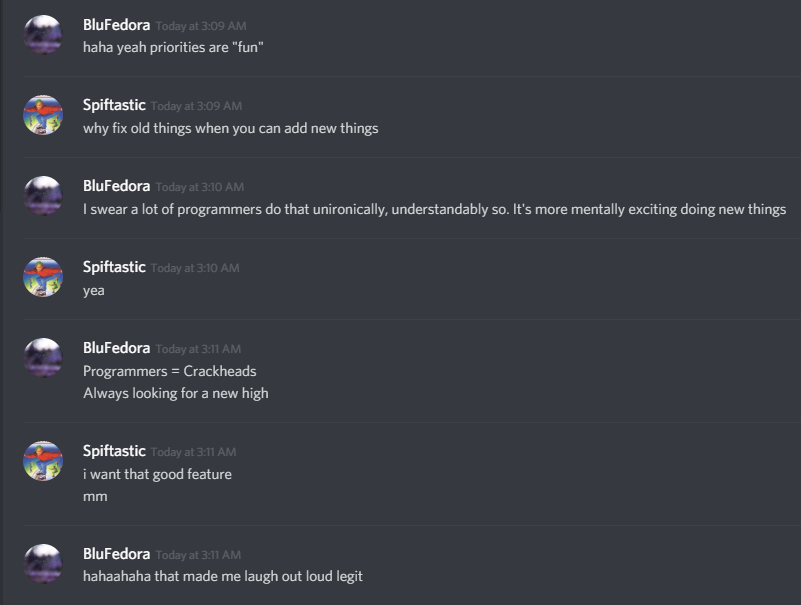 BluFedora Today at 3:09 AM
haha yeah priorities are "fun"
Spiftastic Today at 3:09 AM
why fix old things when you can add new things
BluFedora Today at 3:10 AM
I swear a lot of programmers do that unironically, understandably so. It's more mentally exciting doing new things
Spiftastic Today at 3:10 AM
yea
BluFedora Today at 3:11 AM
Programmers = Crackheads
Always looking for a new high
Spiftastic Today at 3:11 AM
i want that good feature
mm
BluFedora Today at 3:11 AM
hahaahaha that made me laugh out loud legit